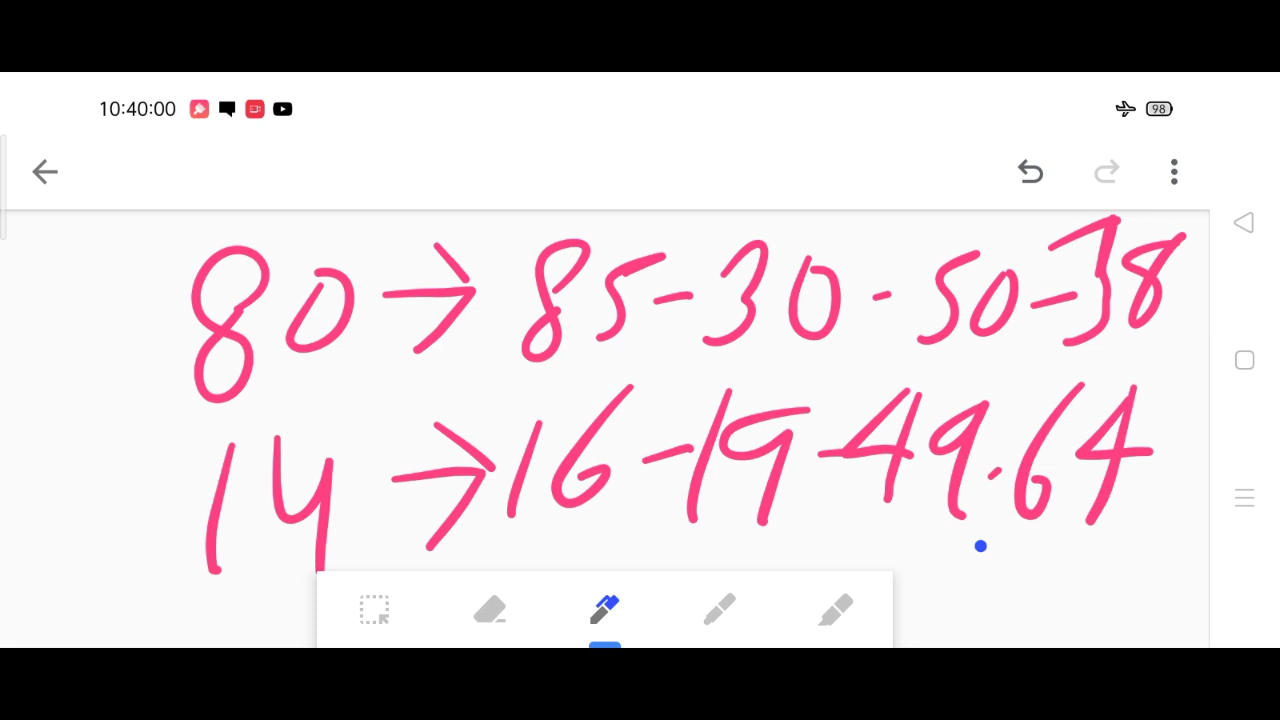 10:40:00 98
80 → 85 - 30 - 50 - 38
14 → 16 - 19 - 49 . 64